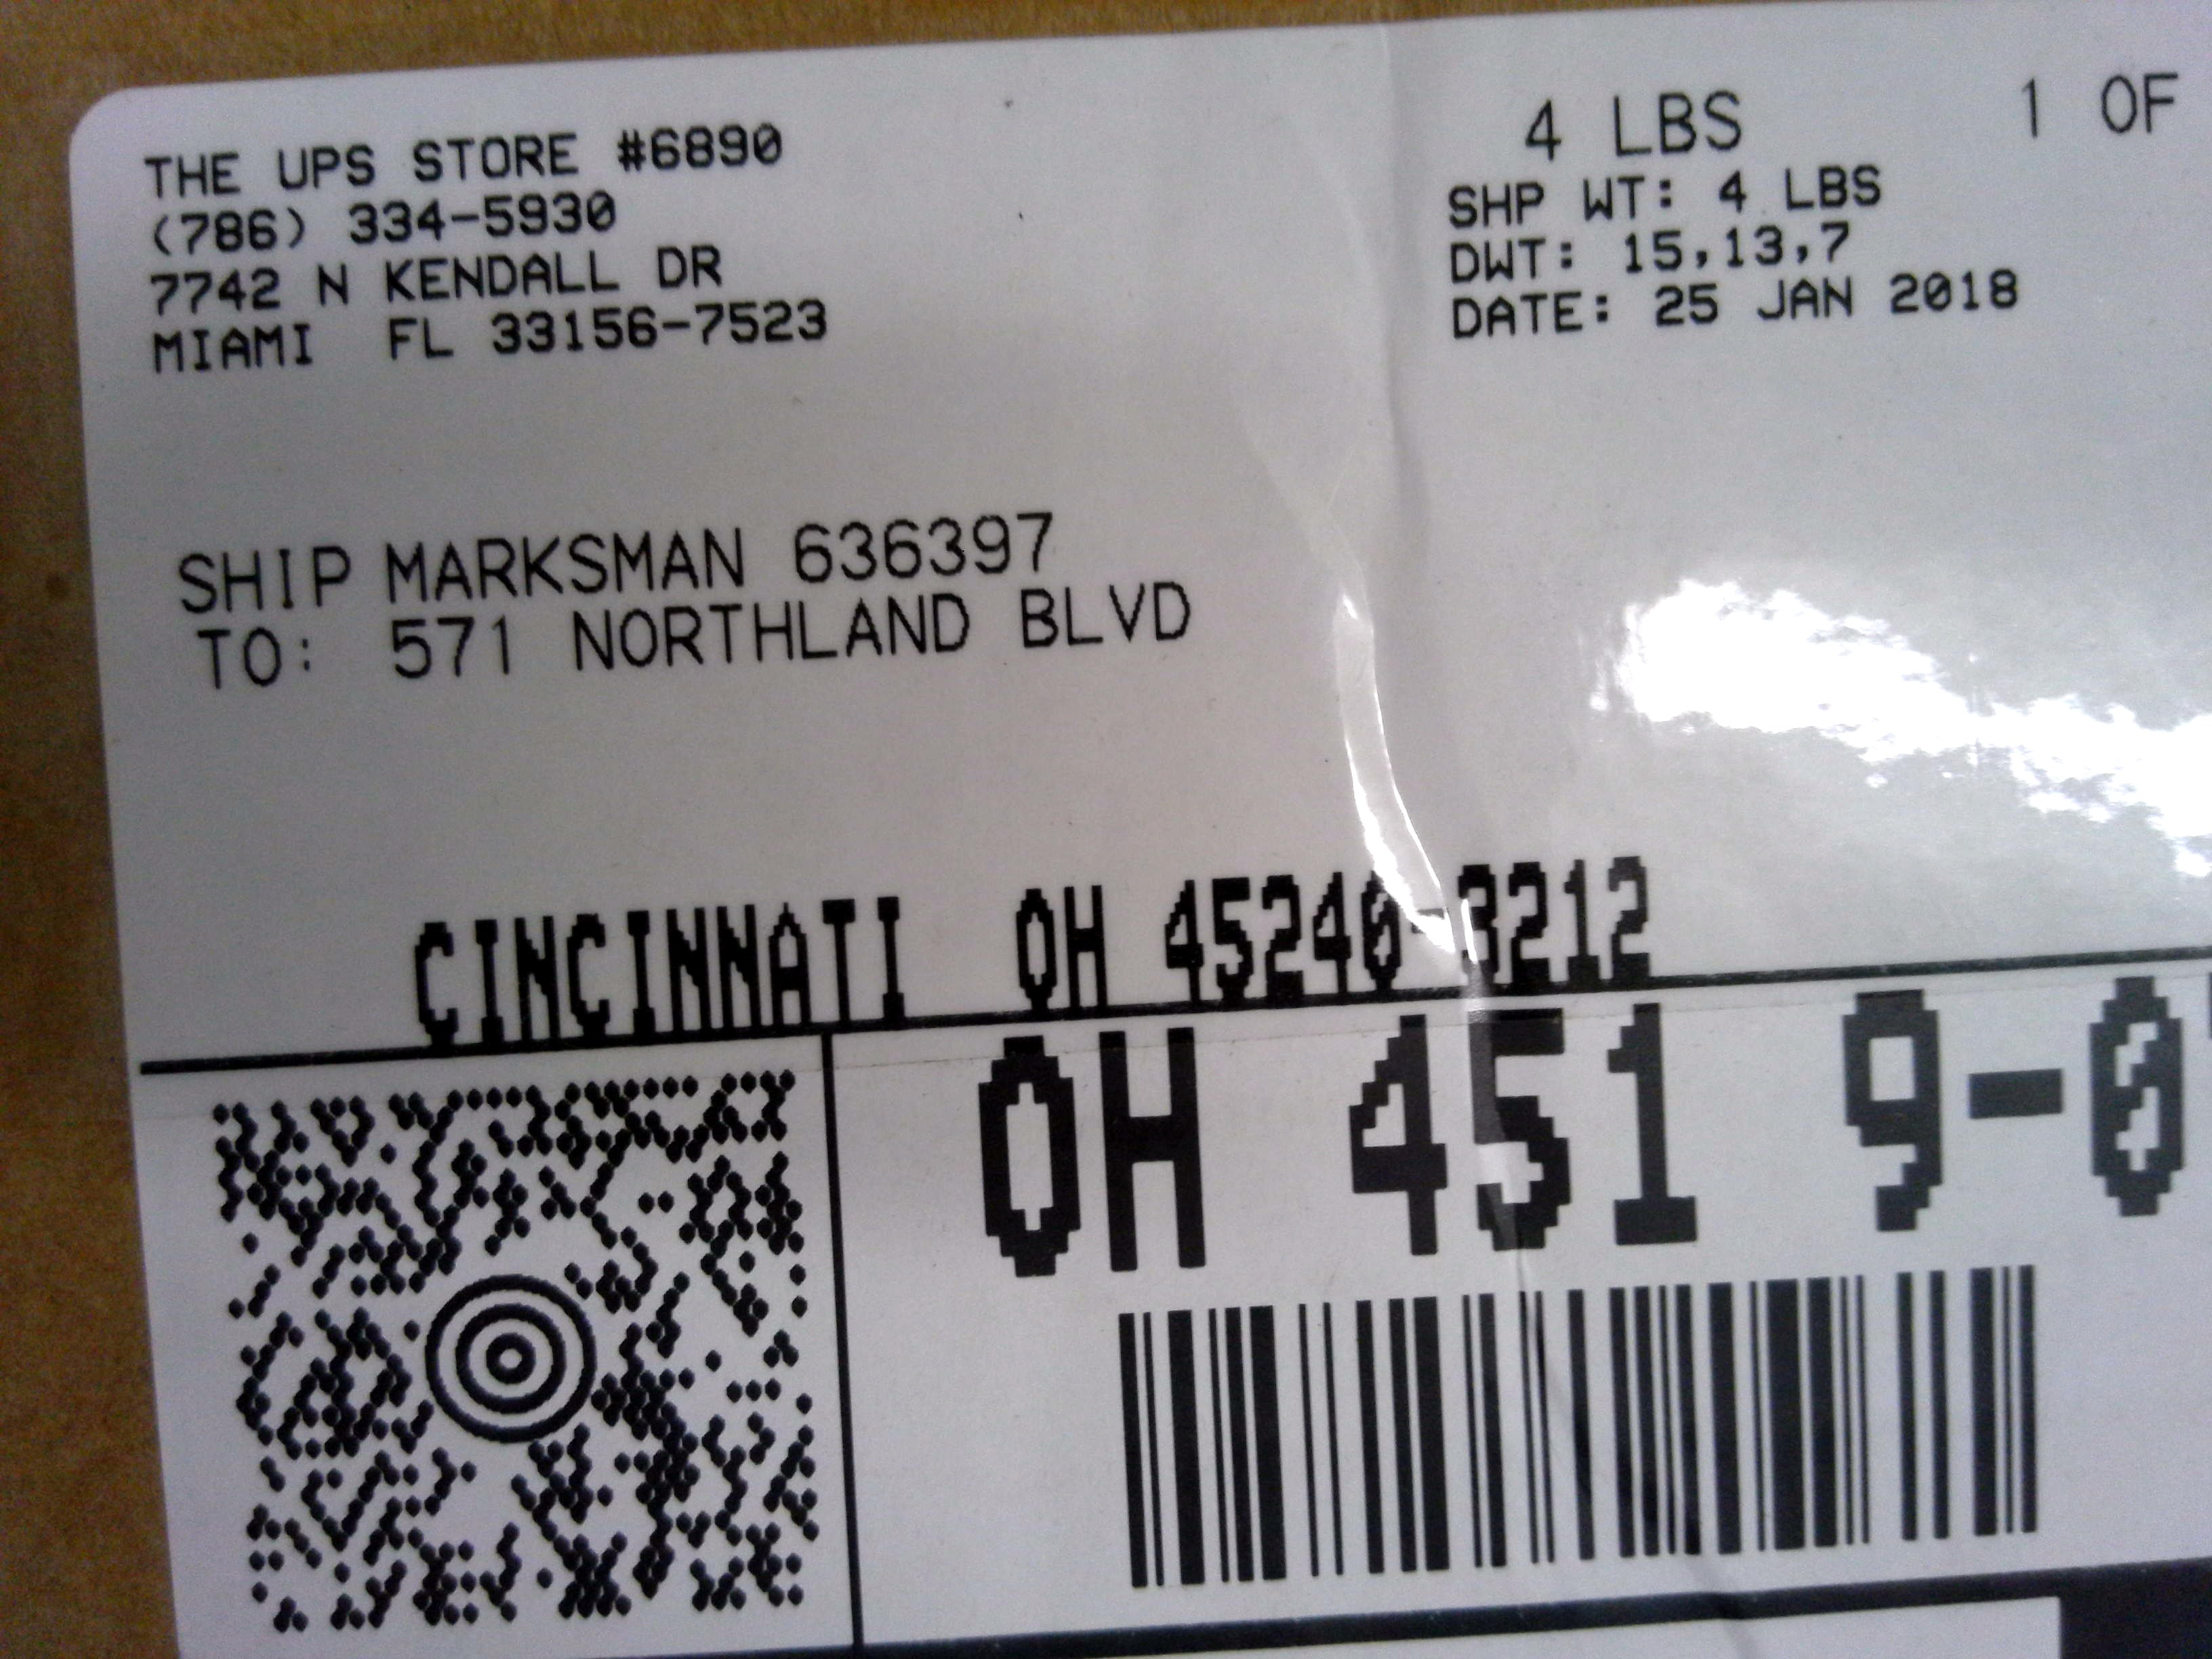 THE UPS STORE #6890
(786) 334-5930
7742 N KENDALL DR
MIAMI FL 33156-7523
4 LBS 1 OF
SHP WT: 4 LBS
DWT: 15,13,7
DATE: 25 JAN 2018
SHIP MARKSMAN 636397
TO: 571 NORTHLAND BLVD
CINCINNATI OH 45240-3212
OH 451 9-0